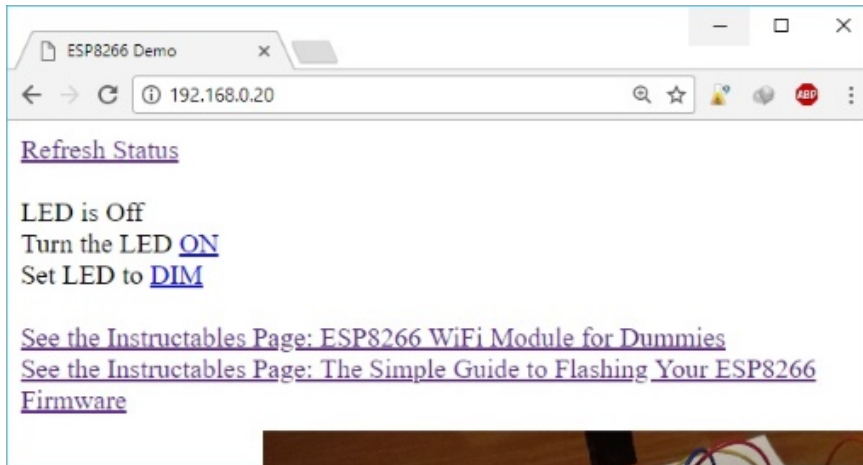 ESP8266 Demo
192.168.0.20
ABP
Refresh Status
LED is Off
Turn the LED ON
Set LED to DIM
See the Instructables Page: ESP8266 WiFi Module for Dummies
See the Instructables Page: The Simple Guide to Flashing Your ESP8266
Firmware